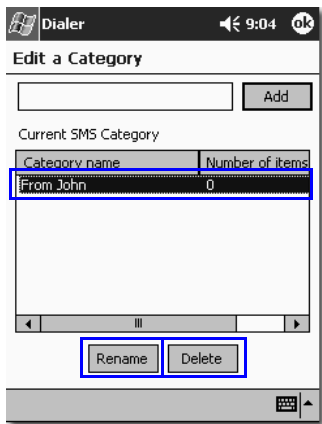 Dialer 9:04 ok
Edit a Category
Add
Current SMS Category
Category name Number of items
From John 0
Rename Delete